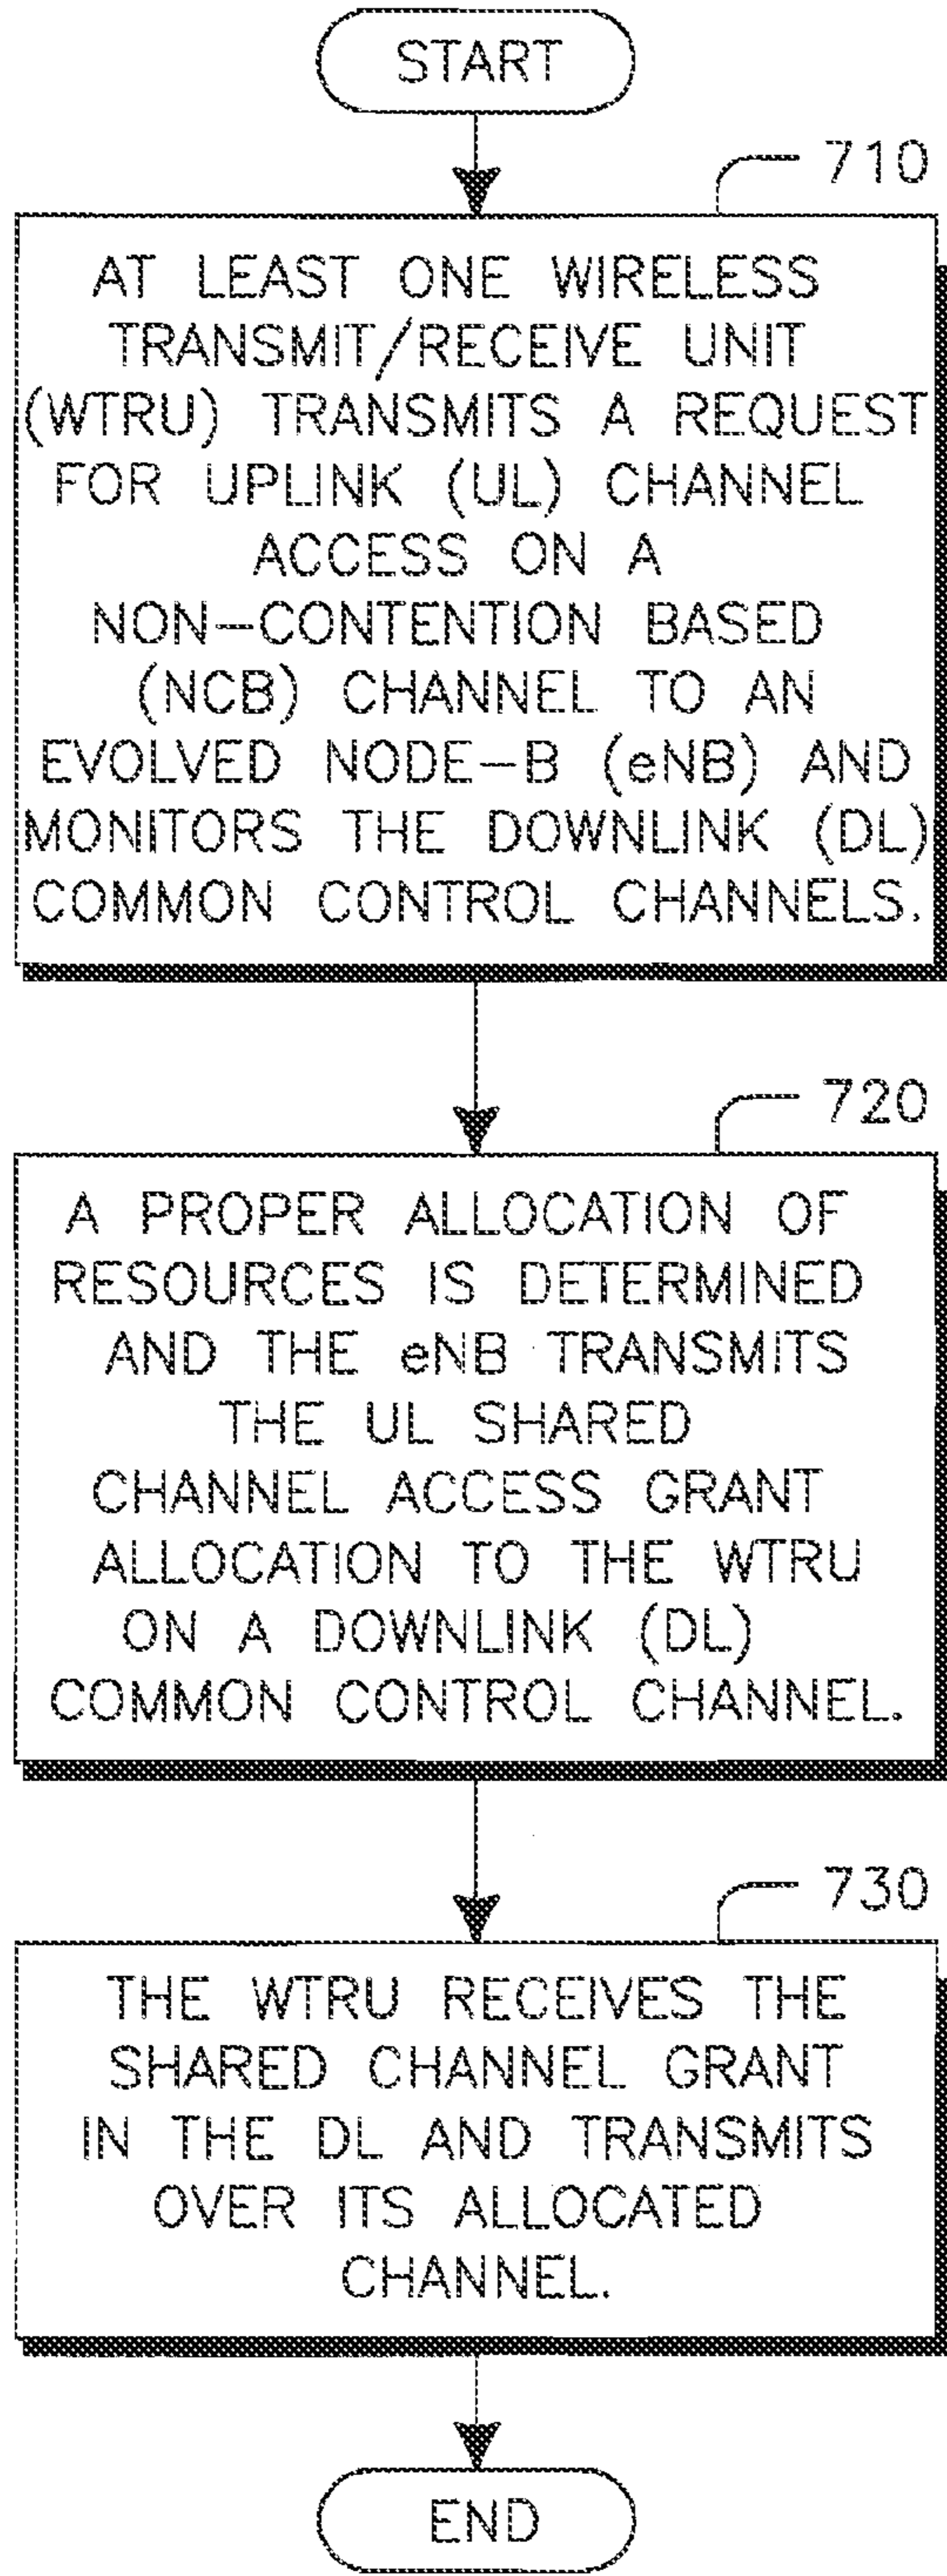 START
710
AT LEAST ONE WIRELESS
TRANSMIT/RECEIVE UNIT
(WTRU) TRANSMITS A REQUEST
FOR UPLINK (UL) CHANNEL
ACCESS ON A
NON-CONTENTION BASED
(NCB) CHANNEL TO AN
EVOLVED NODE-B (eNB) AND
MONITORS THE DOWNLINK (DL)
COMMON CONTROL CHANNELS.
720
A PROPER ALLOCATION OF
RESOURCES IS DETERMINED
AND THE eNB TRANSMITS
THE UL SHARED
CHANNEL ACCESS GRANT
ALLOCATION TO THE WTRU
ON A DOWNLINK (DL)
COMMON CONTROL CHANNEL.
730
THE WTRU RECEIVES THE
SHARED CHANNEL GRANT
IN THE DL AND TRANSMITS
OVER ITS ALLOCATED
CHANNEL.
END